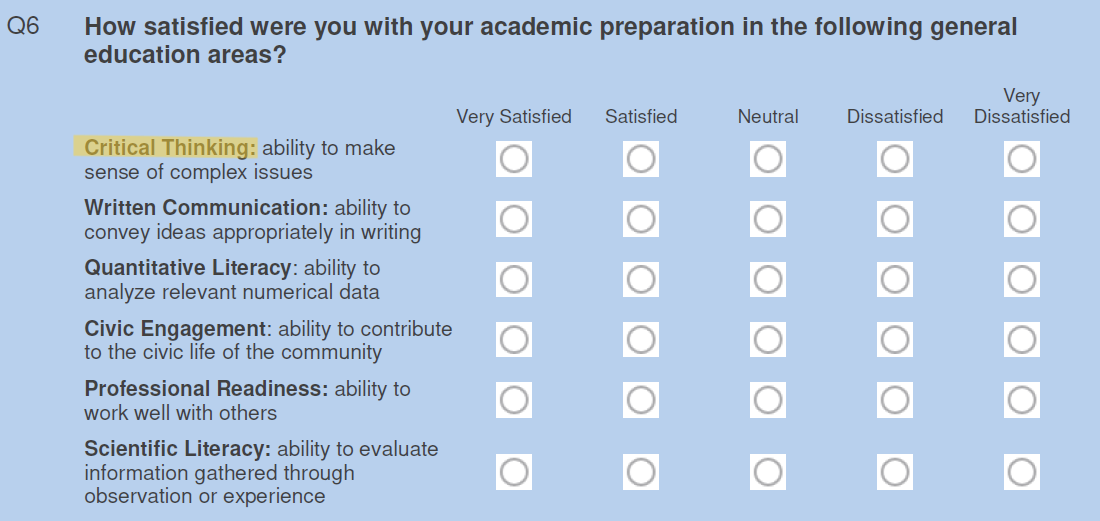 Q6 How satisfied were you with your academic preparation in the following general
education areas?
Very Satisfied Satisfied Neutral Dissatisfied Very Dissatisfied
Critical Thinking: ability to make
sense of complex issues
Written Communication: ability to
convey ideas appropriately in writing
Quantitative Literacy: ability to
analyze relevant numerical data
Civic Engagement: ability to contribute
to the civic life of the community
Professional Readiness: ability to
work well with others
Scientific Literacy: ability to evaluate
information gathered through
observation or experience